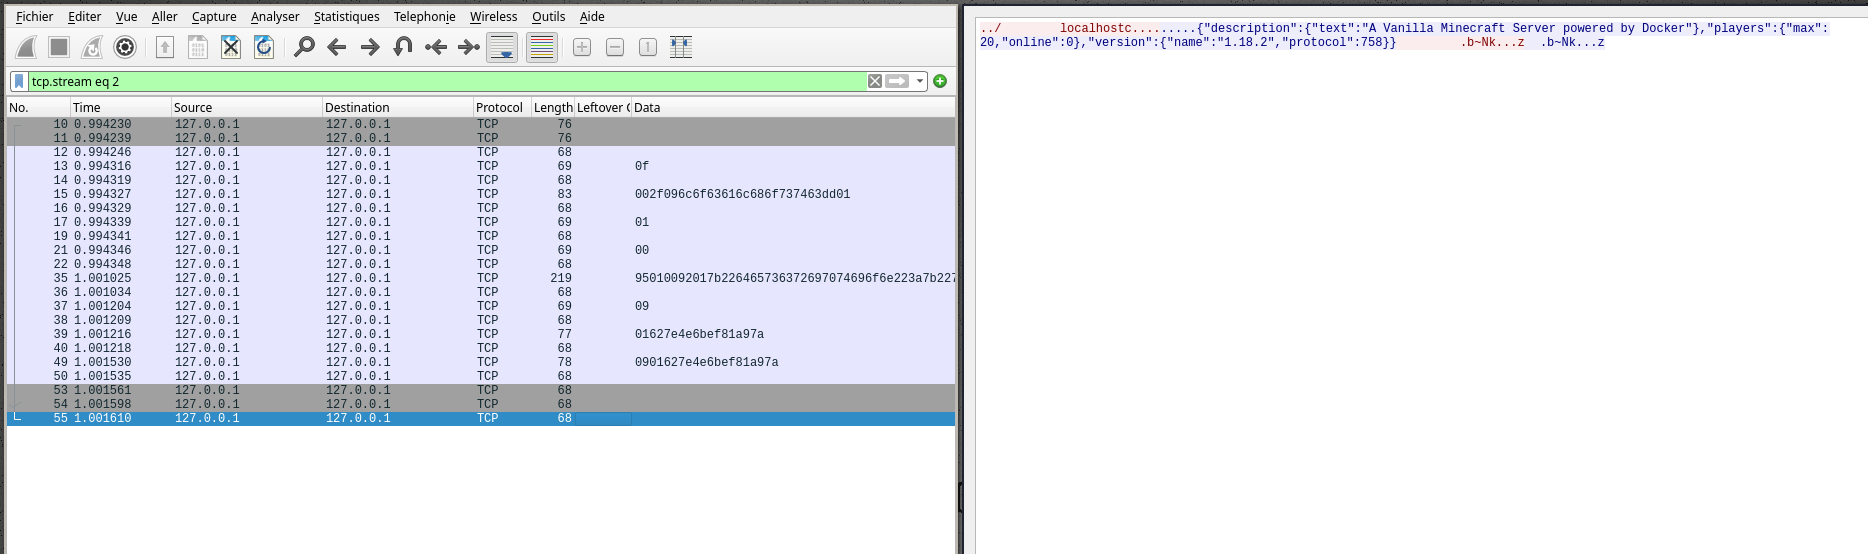 Fichier Editer Vue Aller Capture Analyser Statistiques Telephonie Wireless Outils Aide
tcp.stream eq 2
No. Time Source Destination Protocol Length Leftover C Data
10 0.994230 127.0.0.1 127.0.0.1 TCP 76
11 0.994239 127.0.0.1 127.0.0.1 TCP 76
12 0.994246 127.0.0.1 127.0.0.1 TCP 68
13 0.994316 127.0.0.1 127.0.0.1 TCP 69 0f
14 0.994319 127.0.0.1 127.0.0.1 TCP 68
15 0.994327 127.0.0.1 127.0.0.1 TCP 83 002f096c6f63616c686f737463dd01
16 0.994329 127.0.0.1 127.0.0.1 TCP 68
17 0.994339 127.0.0.1 127.0.0.1 TCP 69 01
19 0.994341 127.0.0.1 127.0.0.1 TCP 68
21 0.994346 127.0.0.1 127.0.0.1 TCP 69 00
22 0.994348 127.0.0.1 127.0.0.1 TCP 68
35 1.001025 127.0.0.1 127.0.0.1 TCP 219 95010092017b226465736372697074696f6e223a7b227
36 1.001034 127.0.0.1 127.0.0.1 TCP 68
37 1.001204 127.0.0.1 127.0.0.1 TCP 69 09
38 1.001209 127.0.0.1 127.0.0.1 TCP 68
39 1.001216 127.0.0.1 127.0.0.1 TCP 77 01627e4e6bef81a97a
40 1.001218 127.0.0.1 127.0.0.1 TCP 68
49 1.001530 127.0.0.1 127.0.0.1 TCP 78 0901627e4e6bef81a97a
50 1.001535 127.0.0.1 127.0.0.1 TCP 68
53 1.001561 127.0.0.1 127.0.0.1 TCP 68
54 1.001598 127.0.0.1 127.0.0.1 TCP 68
55 1.001610 127.0.0.1 127.0.0.1 TCP 68
../ localhostc.........{"description":{"text":"A Vanilla Minecraft Server powered by Docker"},"players":{"max":
20,"online":0},"version":{"name":"1.18.2","protocol":758}} .b~Nk...z .b~Nk...z